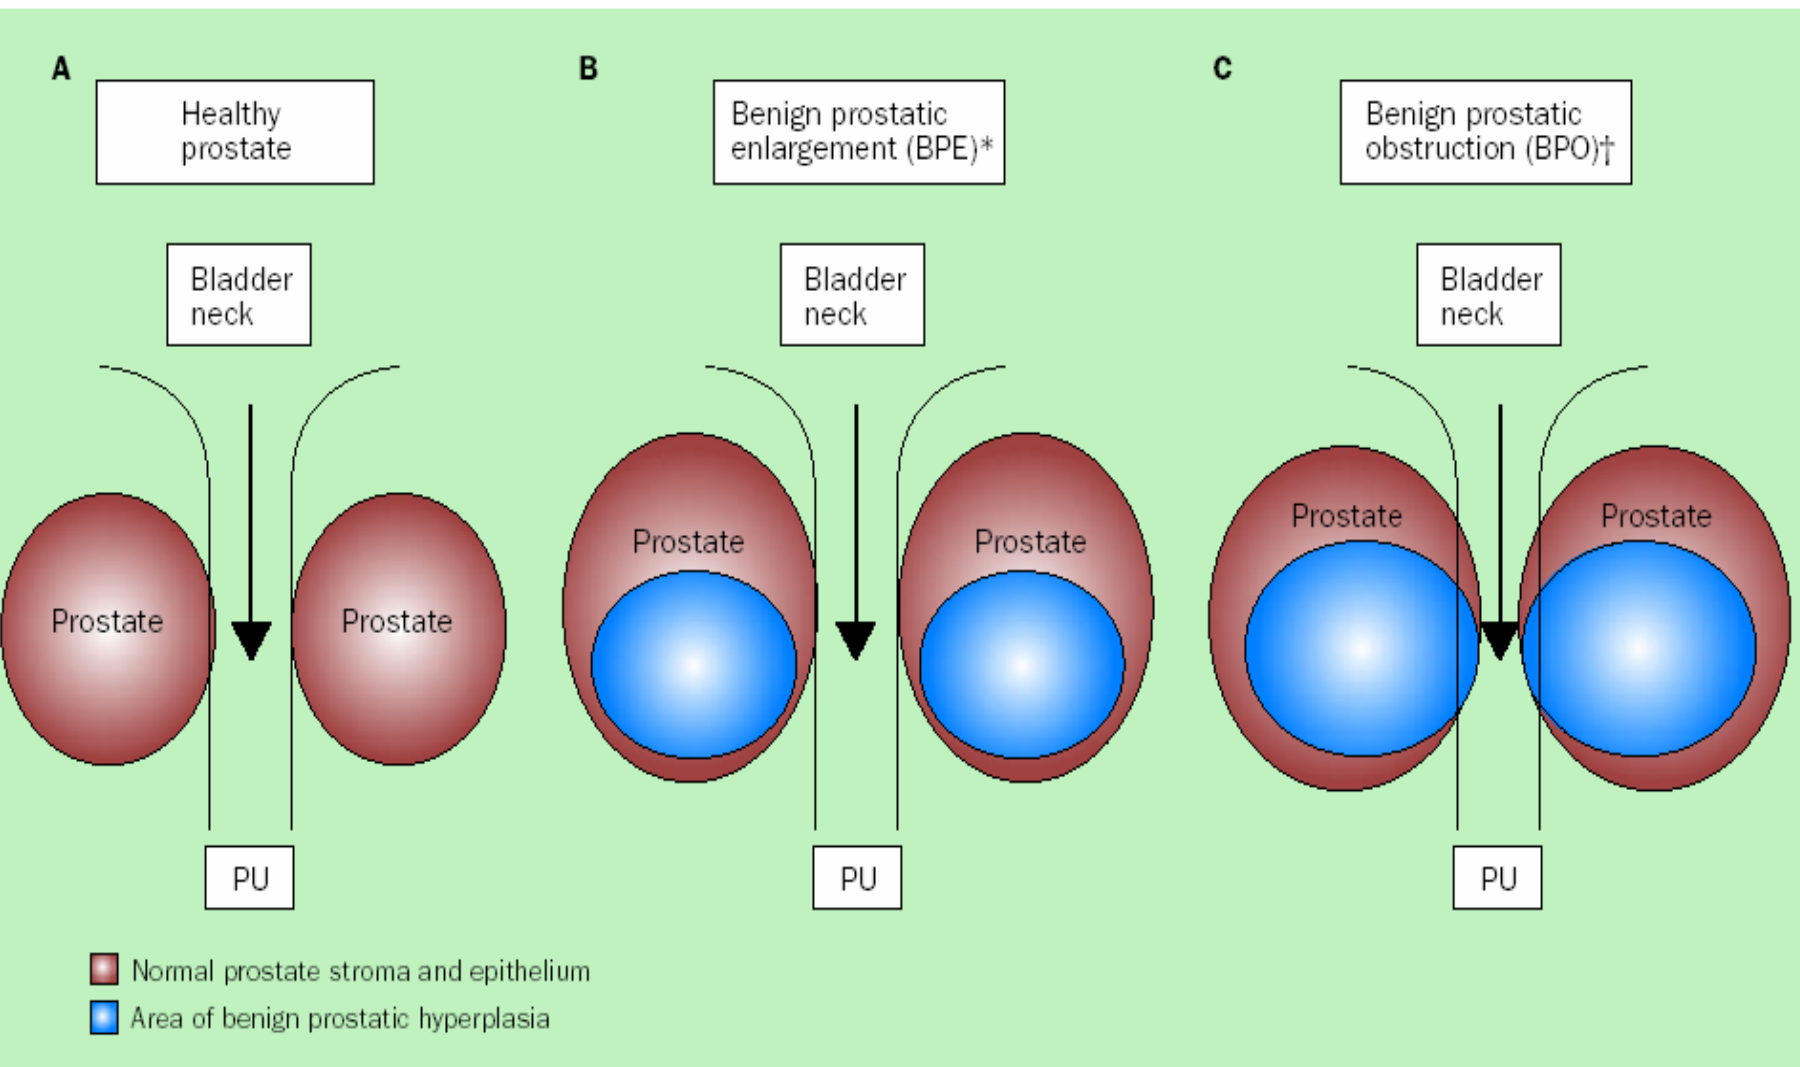 A
Healthy
prostate
Bladder
neck
Prostate
Prostate
PU
B
Benign prostatic
enlargement (BPE)*
Bladder
neck
Prostate
Prostate
PU
C
Benign prostatic
obstruction (BPO)†
Bladder
neck
Prostate
Prostate
PU
Normal prostate stroma and epithelium
Area of benign prostatic hyperplasia